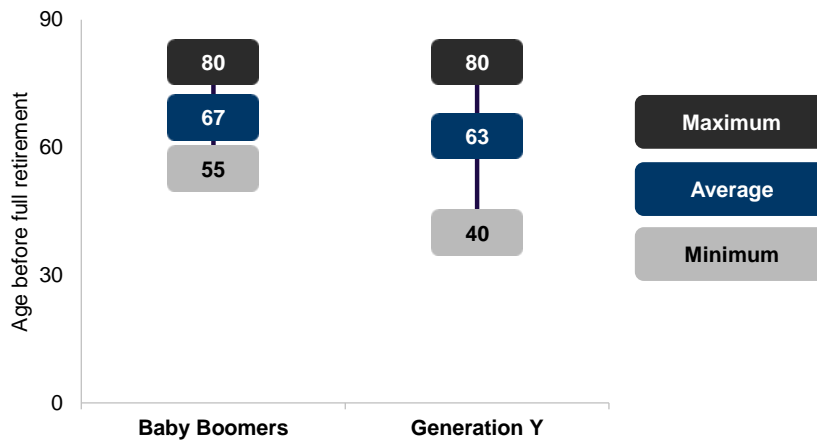 90
60
30
0
Age before full retirement
80
67
55
80
63
40
Baby Boomers
Generation Y
Maximum
Average
Minimum